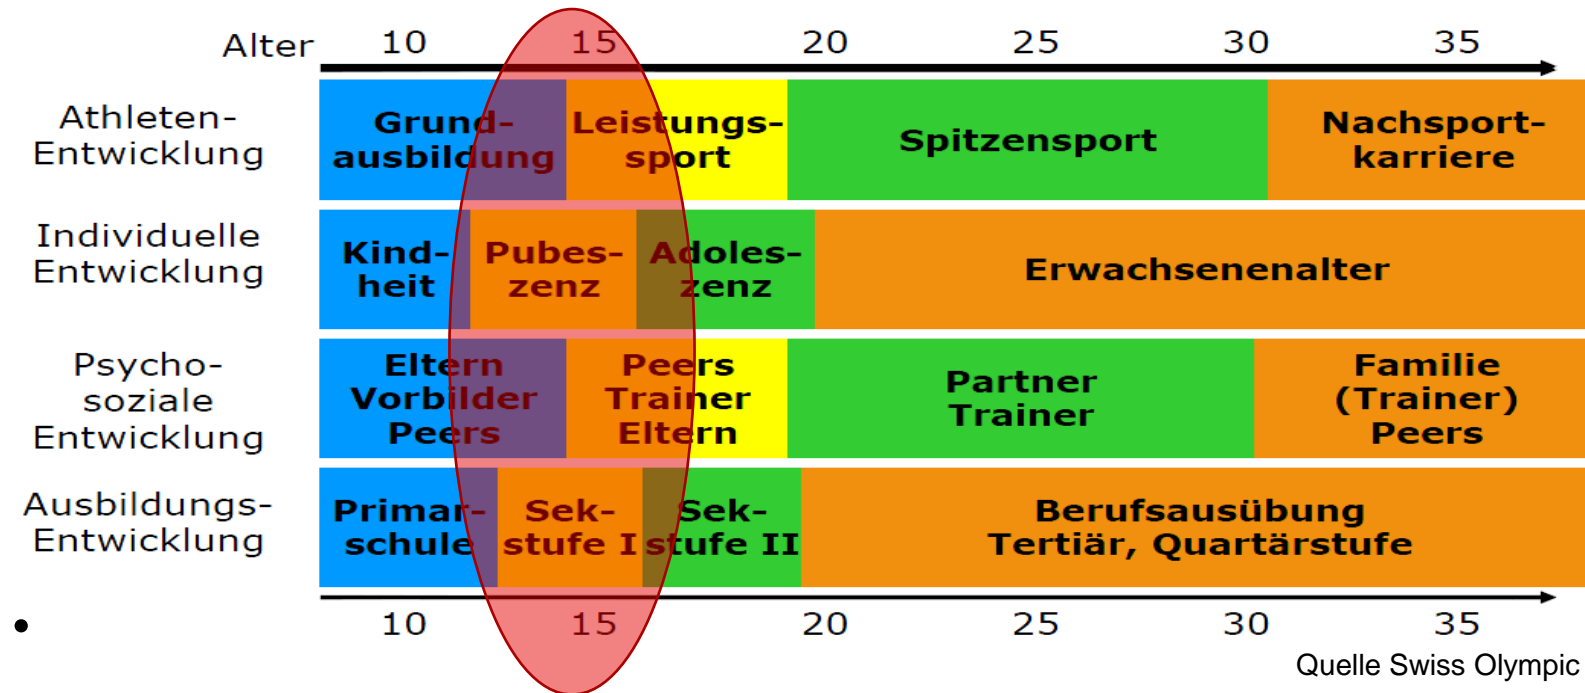 Alter 10 15 20 25 30 35
Athleten-
Entwicklung
Grund-
ausbildung
Leistungs-
sport
Spitzensport
Nachsport-
karriere
Individuelle
Entwicklung
Kind-
heit
Pubes-
zenz
Adoles-
zenz
Erwachsenenalter
Psycho-
soziale
Entwicklung
Eltern
Vorbilder
Peers
Peers
Trainer
Eltern
Partner
Trainer
Familie
(Trainer)
Peers
Ausbildungs-
Entwicklung
Primar-
schule
Sek-
stufe I
Sek-
stufe II
Berufsausübung
Tertiär, Quartärstufe
• 10 15 20 25 30 35
Quelle Swiss Olympic